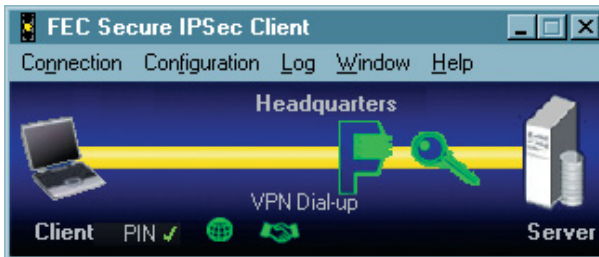 FEC Secure IPSec Client
Connection Configuration Log Window Help
Headquarters
VPN Dial-up
Client PIN ✓ Server